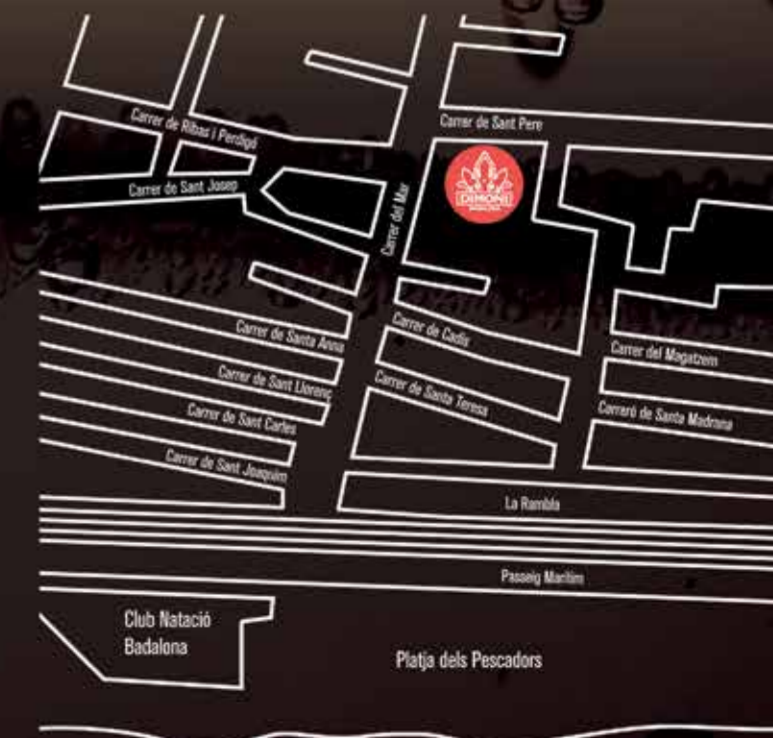 Carrer de Sant Pere
Carrer de Ribas i Perdigó
DIMONI
Carrer de Sant Josep
Carrer del Mar
Carrer de Santa Anna
Carrer de Cadis
Carrer del Magatzem
Carrer de Sant Llorenç
Carrer de Santa Teresa
Carreró de Santa Madrona
Carrer de Sant Carles
Carrer de Sant Joaquim
La Rambla
Passeig Marítim
Club Natació
Badalona
Platja dels Pescadors